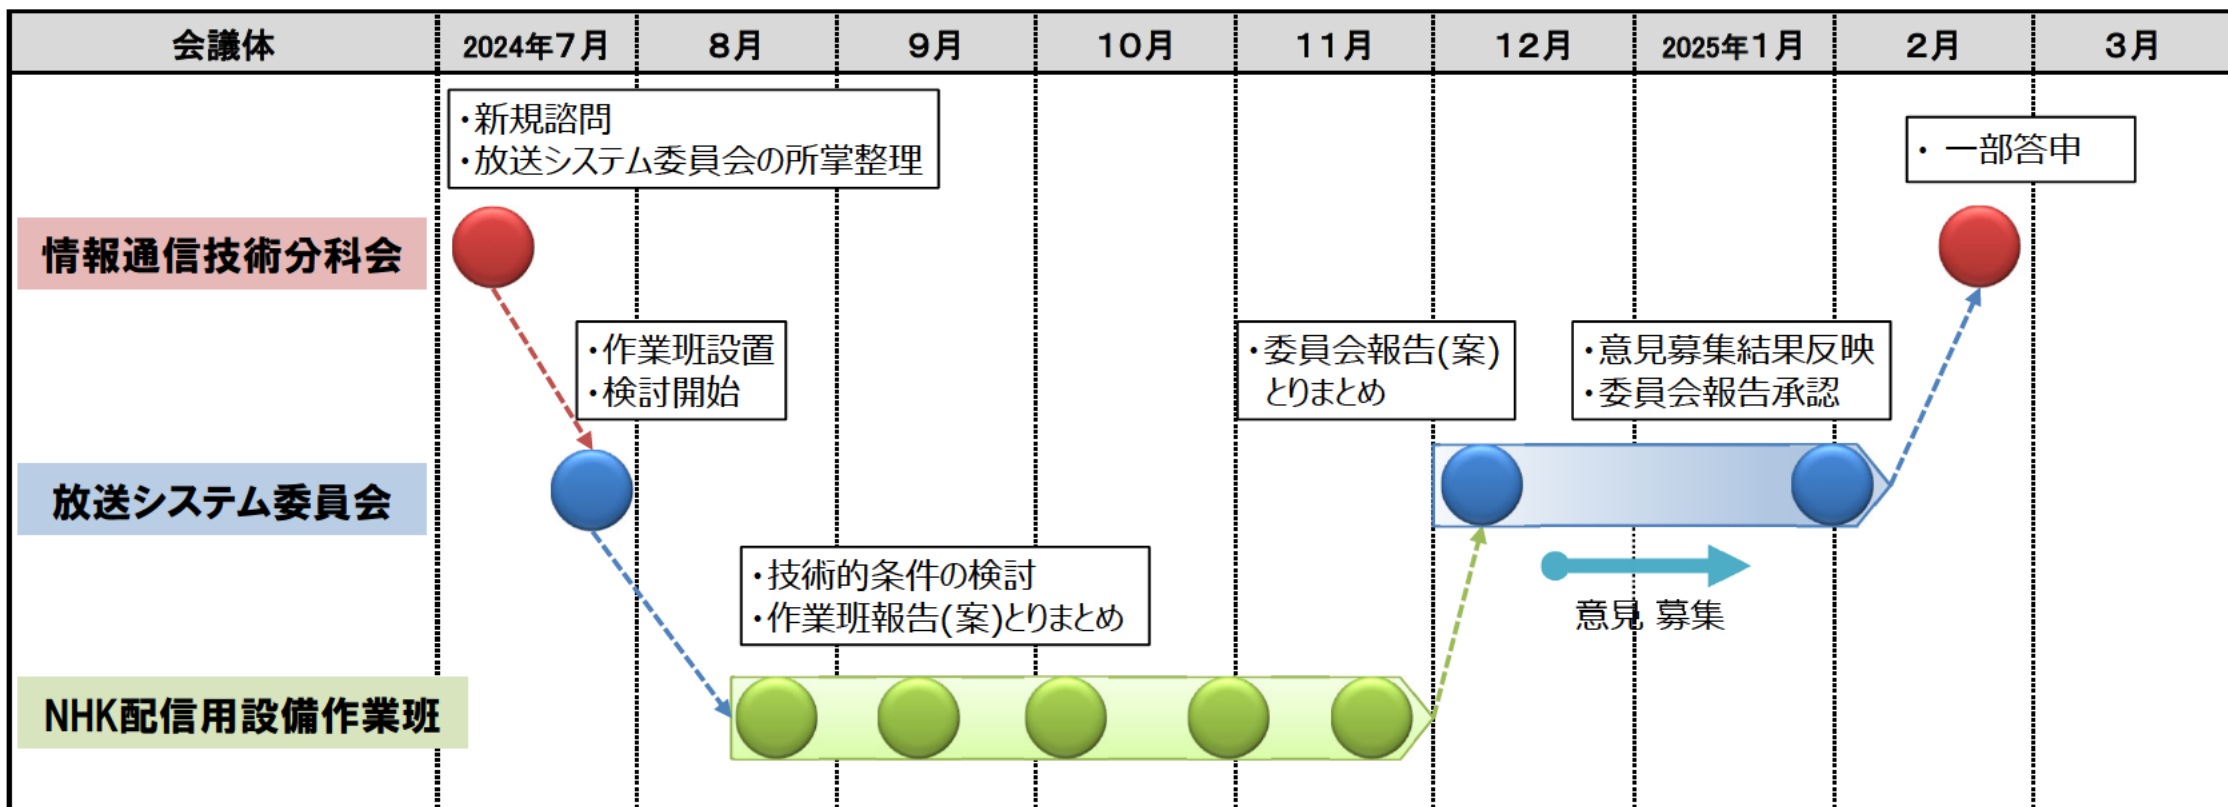 会議体
2024年7月
8月
9月
10月
11月
12月
2025年1月
2月
3月
・新規諮問
・放送システム委員会の所掌整理
・ 一部答申
情報通信技術分科会
・作業班設置
・検討開始
・委員会報告(案)
とりまとめ
・意見募集結果反映
・委員会報告承認
放送システム委員会
・技術的条件の検討
・作業班報告(案)とりまとめ
意見 募集
NHK配信用設備作業班